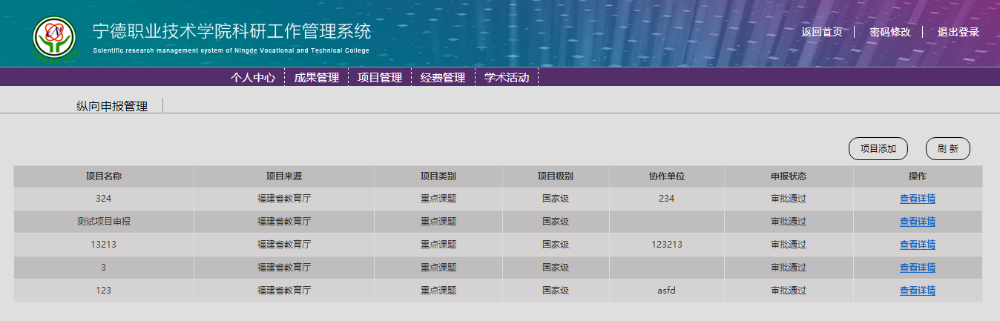 宁德职业技术学院科研工作管理系统
Scientific research management system of Ningde Vocational and Technical College
返回首页 密码修改 退出登录
个人中心 成果管理 项目管理 经费管理 学术活动
纵向申报管理
项目添加 刷 新
项目名称 项目来源 项目类别 项目级别 协作单位 申报状态 操作
324 福建省教育厅 重点课题 国家级 234 审批通过 查看详情
测试项目申报 福建省教育厅 重点课题 国家级 审批通过 查看详情
13213 福建省教育厅 重点课题 国家级 123213 审批通过 查看详情
3 福建省教育厅 重点课题 国家级 审批通过 查看详情
123 福建省教育厅 重点课题 国家级 asfd 审批通过 查看详情